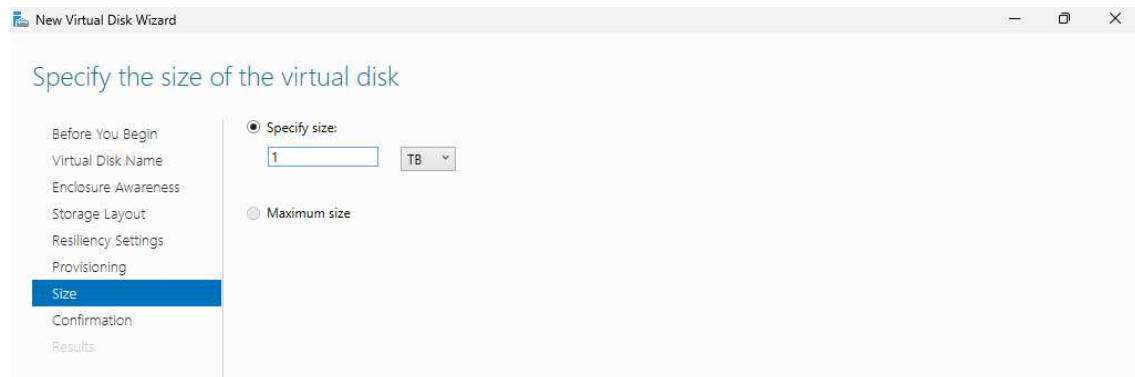 New Virtual Disk Wizard
Specify the size of the virtual disk
Before You Begin
Virtual Disk Name
Enclosure Awareness
Storage Layout
Resiliency Settings
Provisioning
Size
Confirmation
Results
Specify size:
1 TB
Maximum size